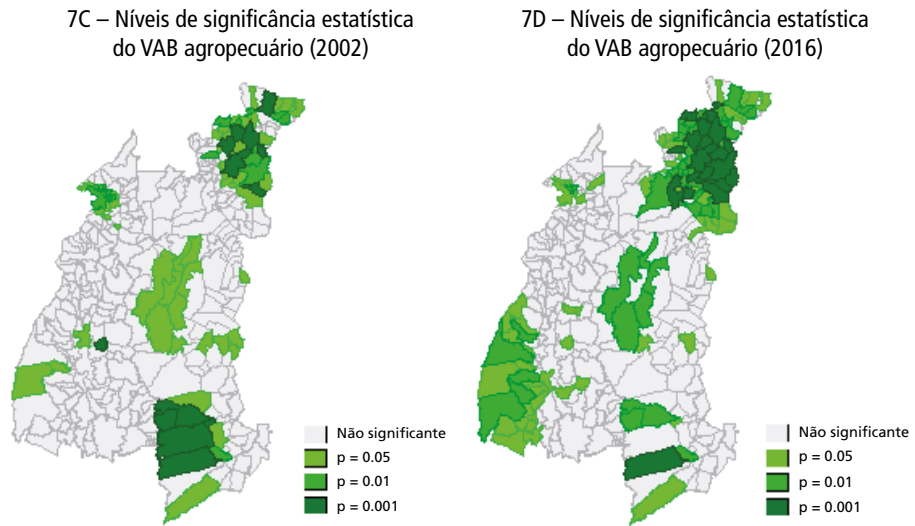 7C – Níveis de significância estatística
do VAB agropecuário (2002)
7D – Níveis de significância estatística
do VAB agropecuário (2016)
Não significante
p = 0.05
p = 0.01
p = 0.001
Não significante
p = 0.05
p = 0.01
p = 0.001